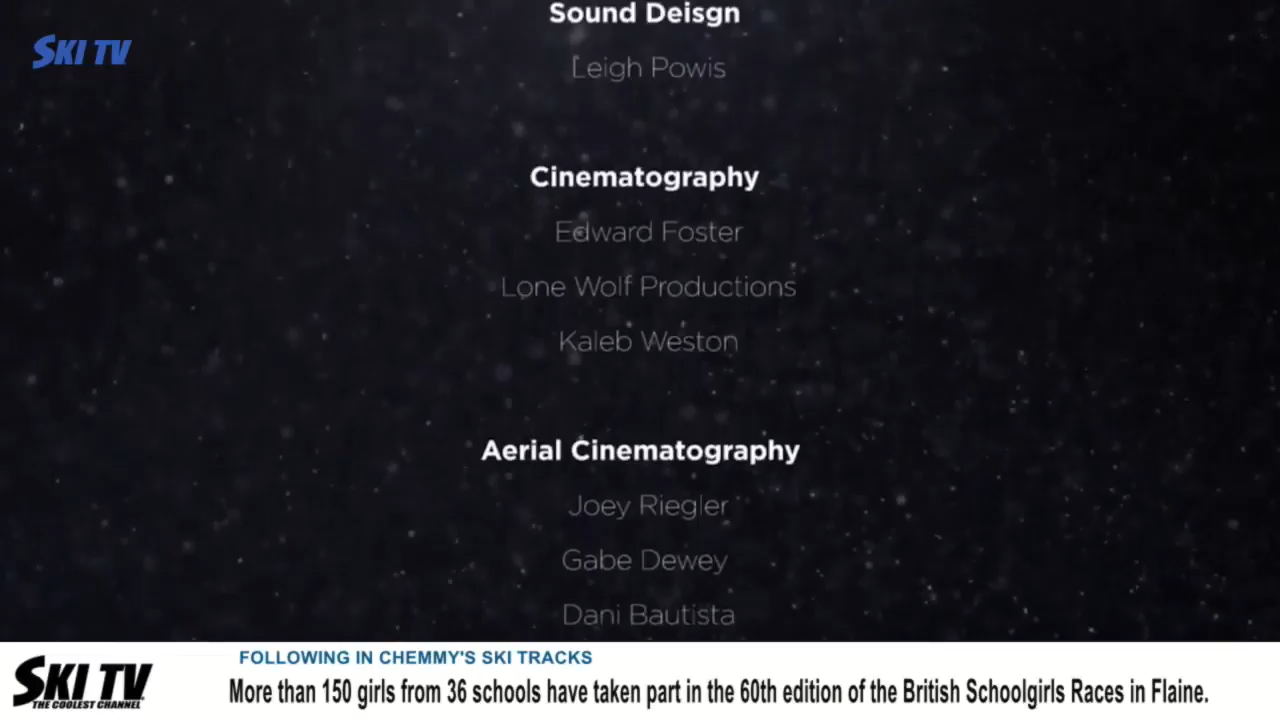 Sound Deisgn
SKI TV
Leigh Powis
Cinematography
Edward Foster
Lone Wolf Productions
Kaleb Weston
Aerial Cinematography
Joey Riegler
Gabe Dewey
Dani Bautista
FOLLOWING IN CHEMMY'S SKI TRACKS
SKI TV
THE COOLEST CHANNEL
More than 150 girls from 36 schools have taken part in the 60th edition of the British Schoolgirls Races in Flaine.